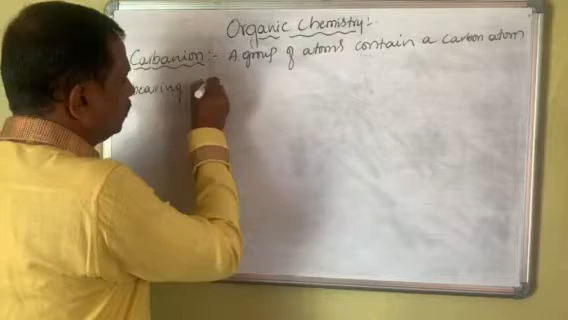 Organic Chemistry:-
Carbanion:- A group of atoms contain a carbon atom
bearing